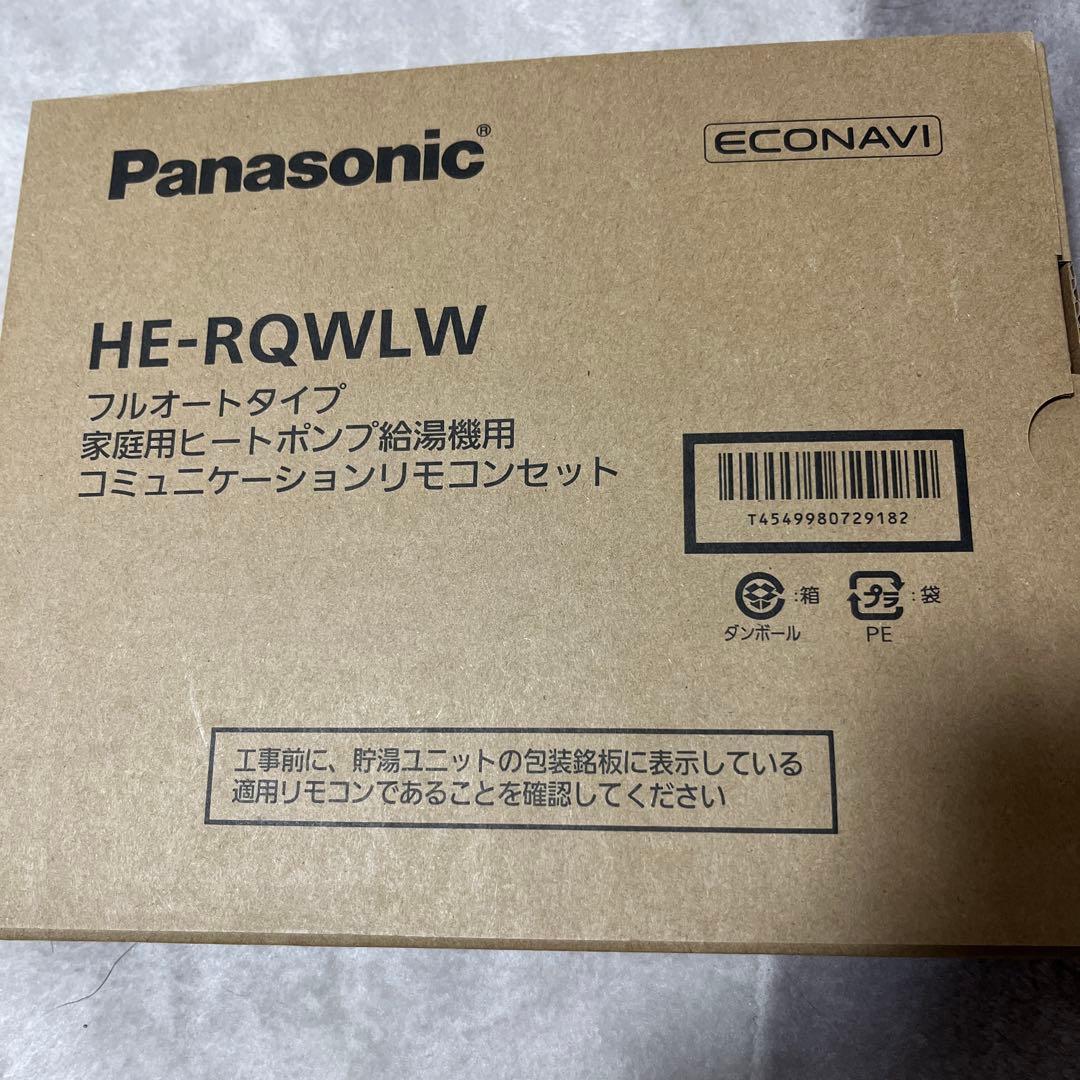 Panasonic®
ECONAVI
HE-RQWLW
フルオートタイプ
家庭用ヒートポンプ給湯機用
コミュニケーションリモコンセット
T4549980729182
:箱
プラ
:袋
ダンボール
PE
工事前に、貯湯ユニットの包装銘板に表示している
適用リモコンであることを確認してください